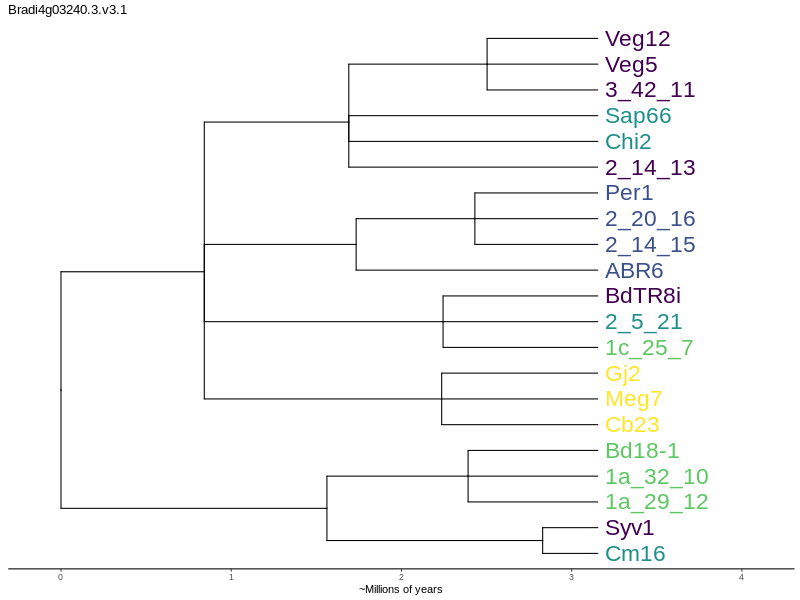 Bradi4g03240.3.v3.1
Veg12
Veg5
3_42_11
Sap66
Chi2
2_14_13
Per1
2_20_16
2_14_15
ABR6
BdTR8i
2_5_21
1c_25_7
Gj2
Meg7
Cb23
Bd18-1
1a_32_10
1a_29_12
Syv1
Cm16
0 1 2 3 4
~Millions of years